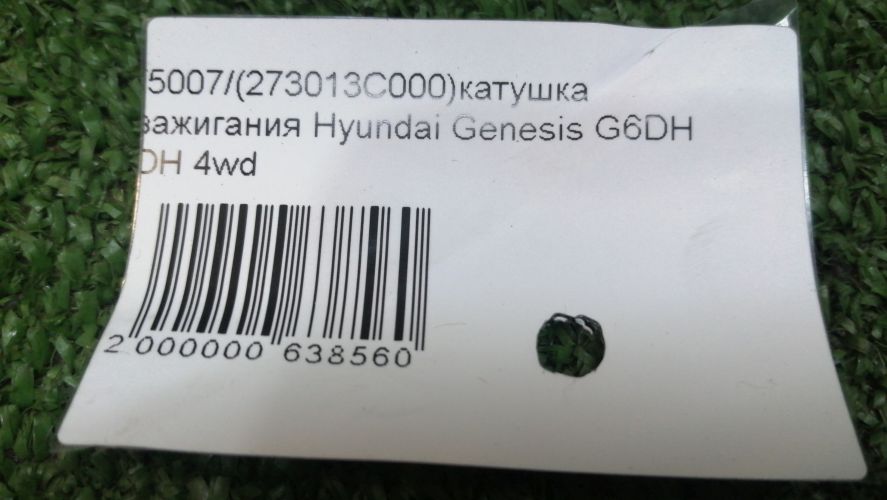 5007/(273013C000)катушка
зажигания Hyundai Genesis G6DH
DH 4wd
2 000000 638560